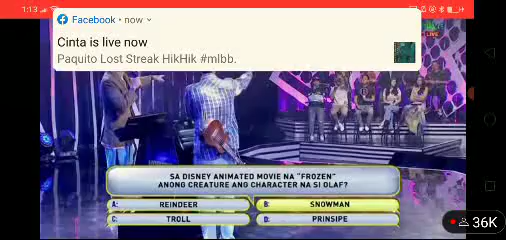 1:13
Facebook • now
Cinta is live now
Paquito Lost Streak HikHik #mlbb.
LIVE
SA DISNEY ANIMATED MOVIE NA "FROZEN"
ANONG CREATURE ANG CHARACTER NA SI OLAF?
A: REINDEER
B: SNOWMAN
C: TROLL
D: PRINSIPE
36K